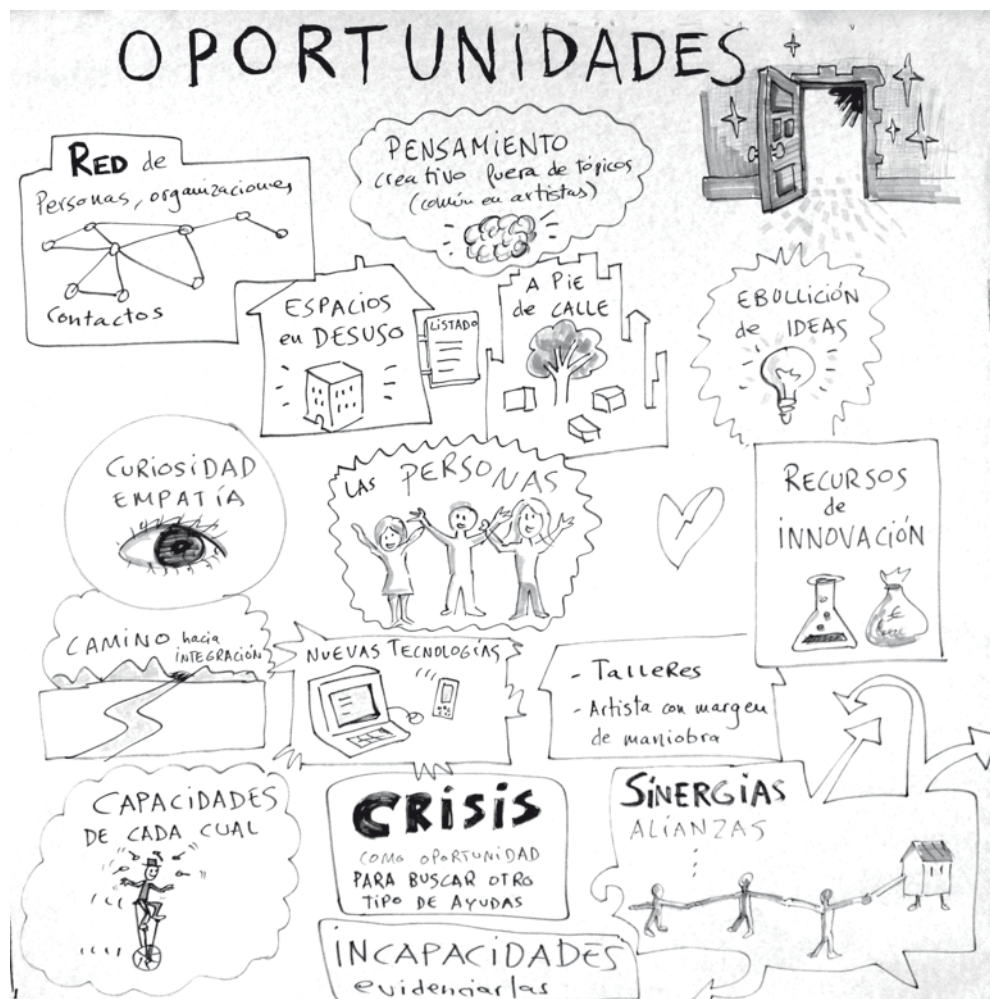 OPORTUNiDADES
RED de
Personas, organizaciones
Contactos
PENSAMiENTO
creativo fuera de tópicos
(común en artistas)
ESPACiOS
en DESUSO
LiSTADO
A PiE
de CALLE
EBULLiCiÓN
de IDEAS
CURiOSiDAD
EMPATíA
LAS PERSONAS
RECURSOS
de
iNNOVACiÓN
€
CAMiNO hacia
iNTEGRACiÓN
NUEVAS TECNOLOGíAS
- TalleRes
- Artista con margen
de maniobra
CAPACiDADES
DE CADA CUAL
CRiSiS
COMO OPORTUNiDAD
PARA BUSCAR OTRO
TiPO DE AYUDAS
SiNERGiAS
ALiANZAS
iNCAPACiDADES
evidenciarlas